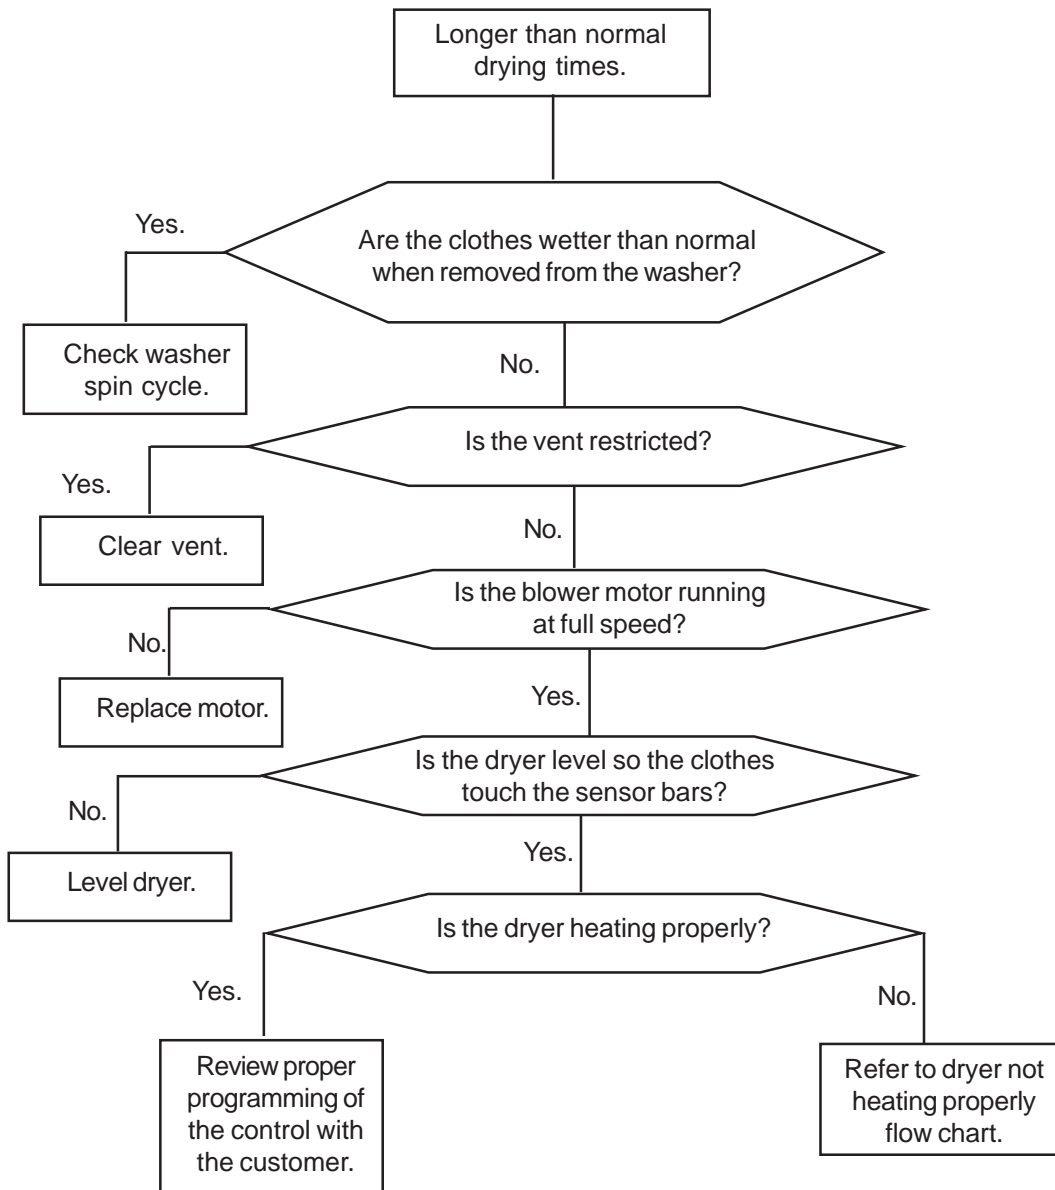 Longer than normal
drying times.
Yes.
Are the clothes wetter than normal
when removed from the washer?
Check washer
spin cycle.
No.
Is the vent restricted?
Yes.
Clear vent.
No.
Is the blower motor running
at full speed?
No.
Replace motor.
Yes.
Is the dryer level so the clothes
touch the sensor bars?
No.
Level dryer.
Yes.
Is the dryer heating properly?
Yes.
No.
Review proper
programming of
the control with
the customer.
Refer to dryer not
heating properly
flow chart.